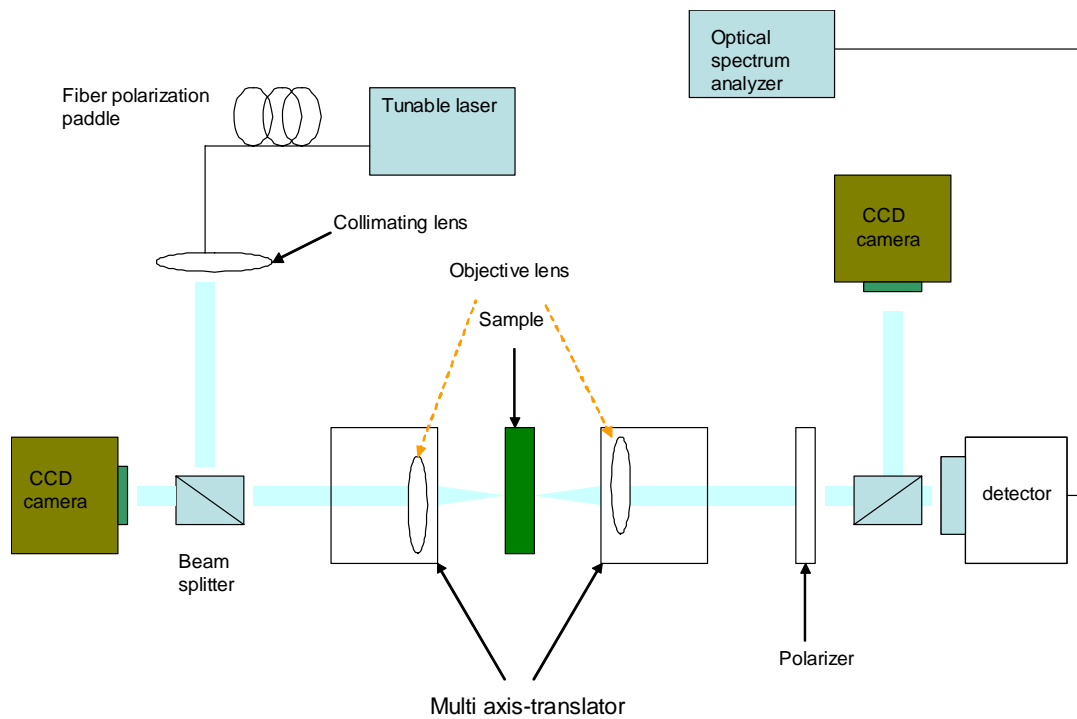 Optical
spectrum
analyzer
Fiber polarization
paddle
Tunable laser
CCD
camera
Collimating lens
Objective lens
Sample
CCD
camera
detector
Beam
splitter
Polarizer
Multi axis-translator